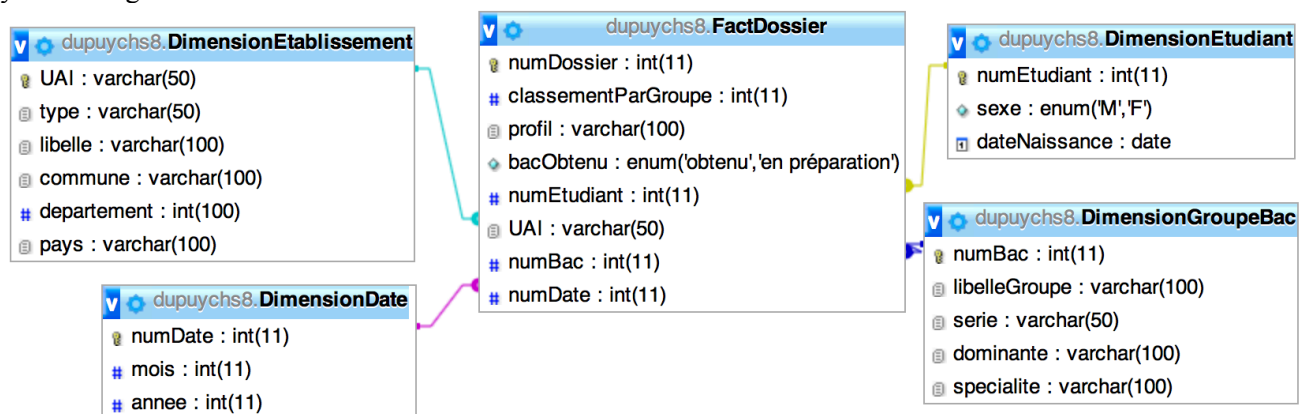 dupuychs8.DimensionEtablissement
UAI : varchar(50)
type : varchar(50)
libelle : varchar(100)
commune : varchar(100)
departement : int(100)
pays : varchar(100)
dupuychs8.DimensionDate
numDate : int(11)
mois : int(11)
annee : int(11)
dupuychs8.FactDossier
numDossier : int(11)
classementParGroupe : int(11)
profil : varchar(100)
bacObtenu : enum('obtenu','en préparation')
numEtudiant : int(11)
UAI : varchar(50)
numBac : int(11)
numDate : int(11)
dupuychs8.DimensionEtudiant
numEtudiant : int(11)
sexe : enum('M','F')
dateNaissance : date
dupuychs8.DimensionGroupeBac
numBac : int(11)
libelleGroupe : varchar(100)
serie : varchar(50)
dominante : varchar(100)
specialite : varchar(100)